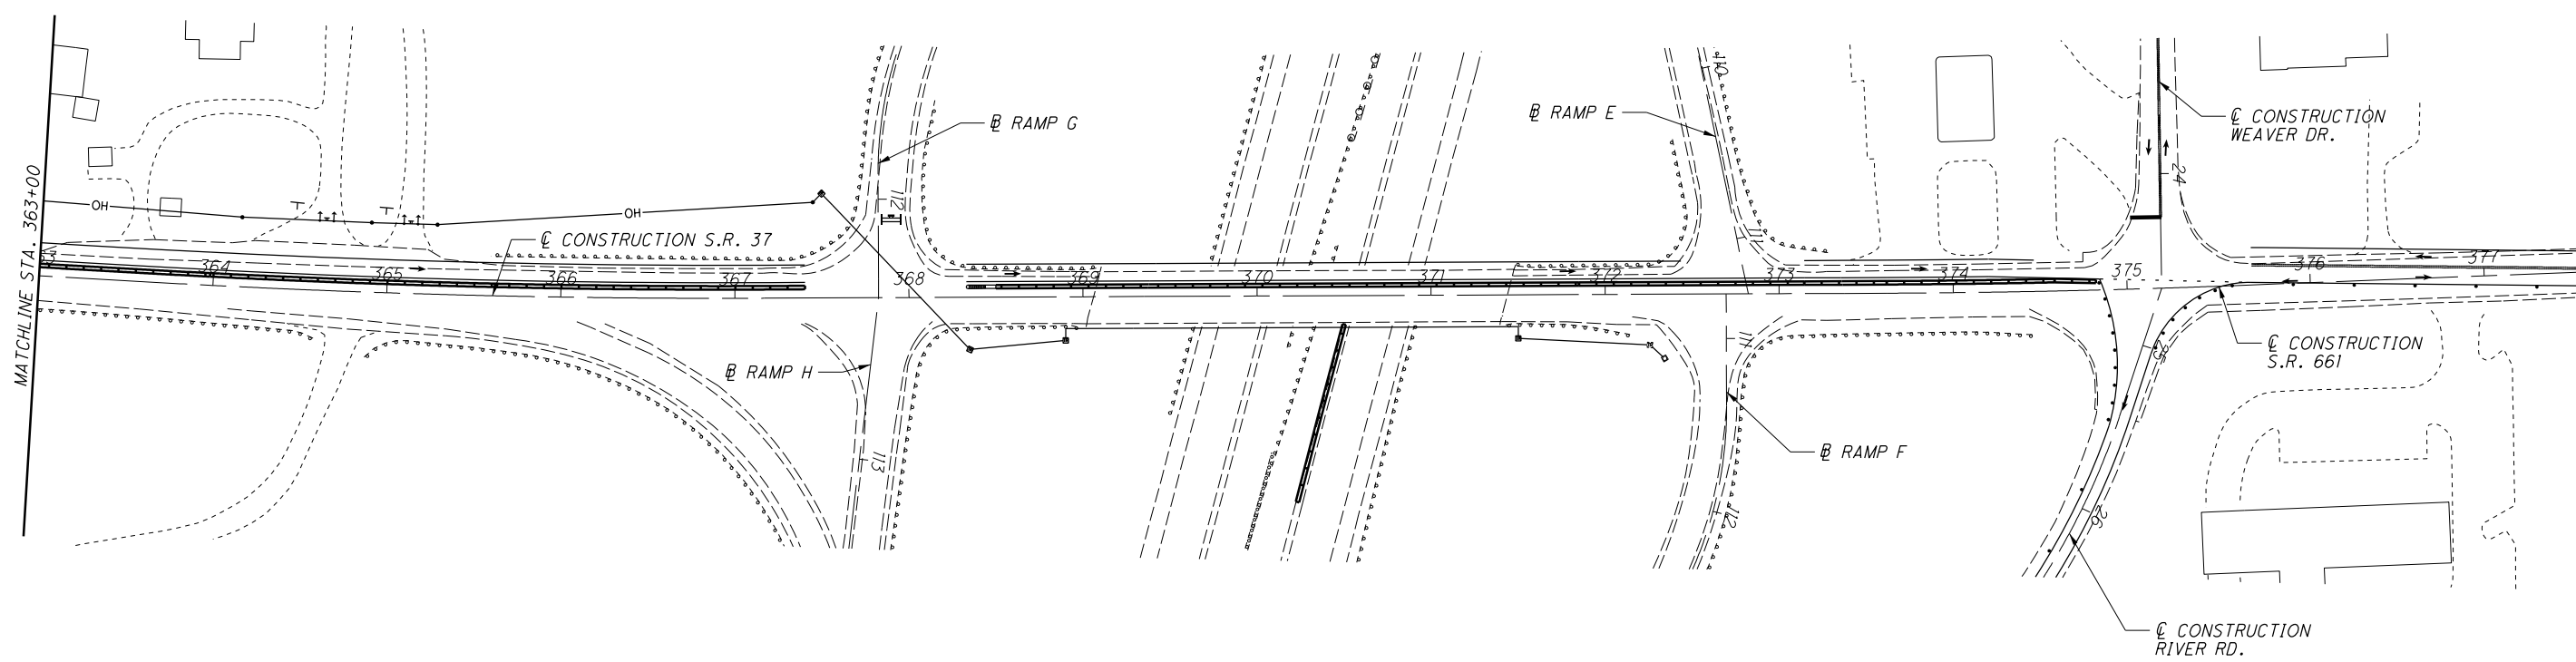 MATCHLINE STA. 363+00
OH
OH
℄ CONSTRUCTION S.R. 37
364
365
366
367
368
369
370
371
372
373
374
375
376
377
℔ RAMP G
112
℔ RAMP H
113
℔ RAMP E
110
111
℔ RAMP F
112
℄ CONSTRUCTION
WEAVER DR.
24
℄ CONSTRUCTION
S.R. 661
25
26
℄ CONSTRUCTION
RIVER RD.